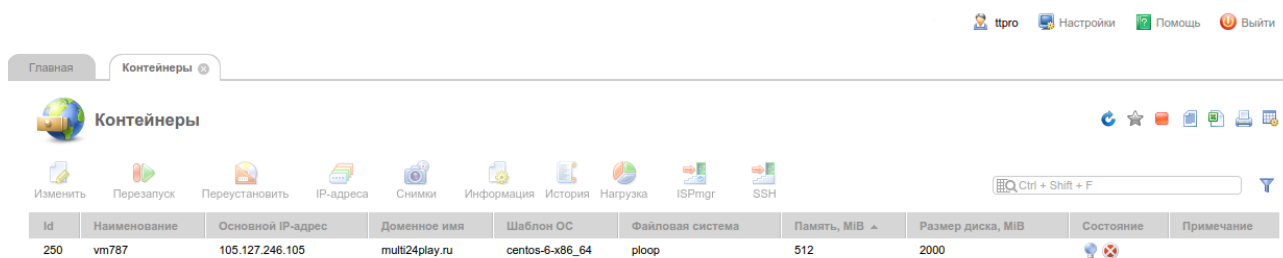 ttpro Настройки Помощь Выйти
Главная Контейнеры
Контейнеры
Изменить Перезапуск Переустановить IP-адреса Снимки Информация История Нагрузка ISPmgr SSH Ctrl + Shift + F
Id Наименование Основной IP-адрес Доменное имя Шаблон ОС Файловая система Память, MiB Размер диска, MiB Состояние Примечание
250 vm787 105.127.246.105 multi24play.ru centos-6-x86_64 ploop 512 2000